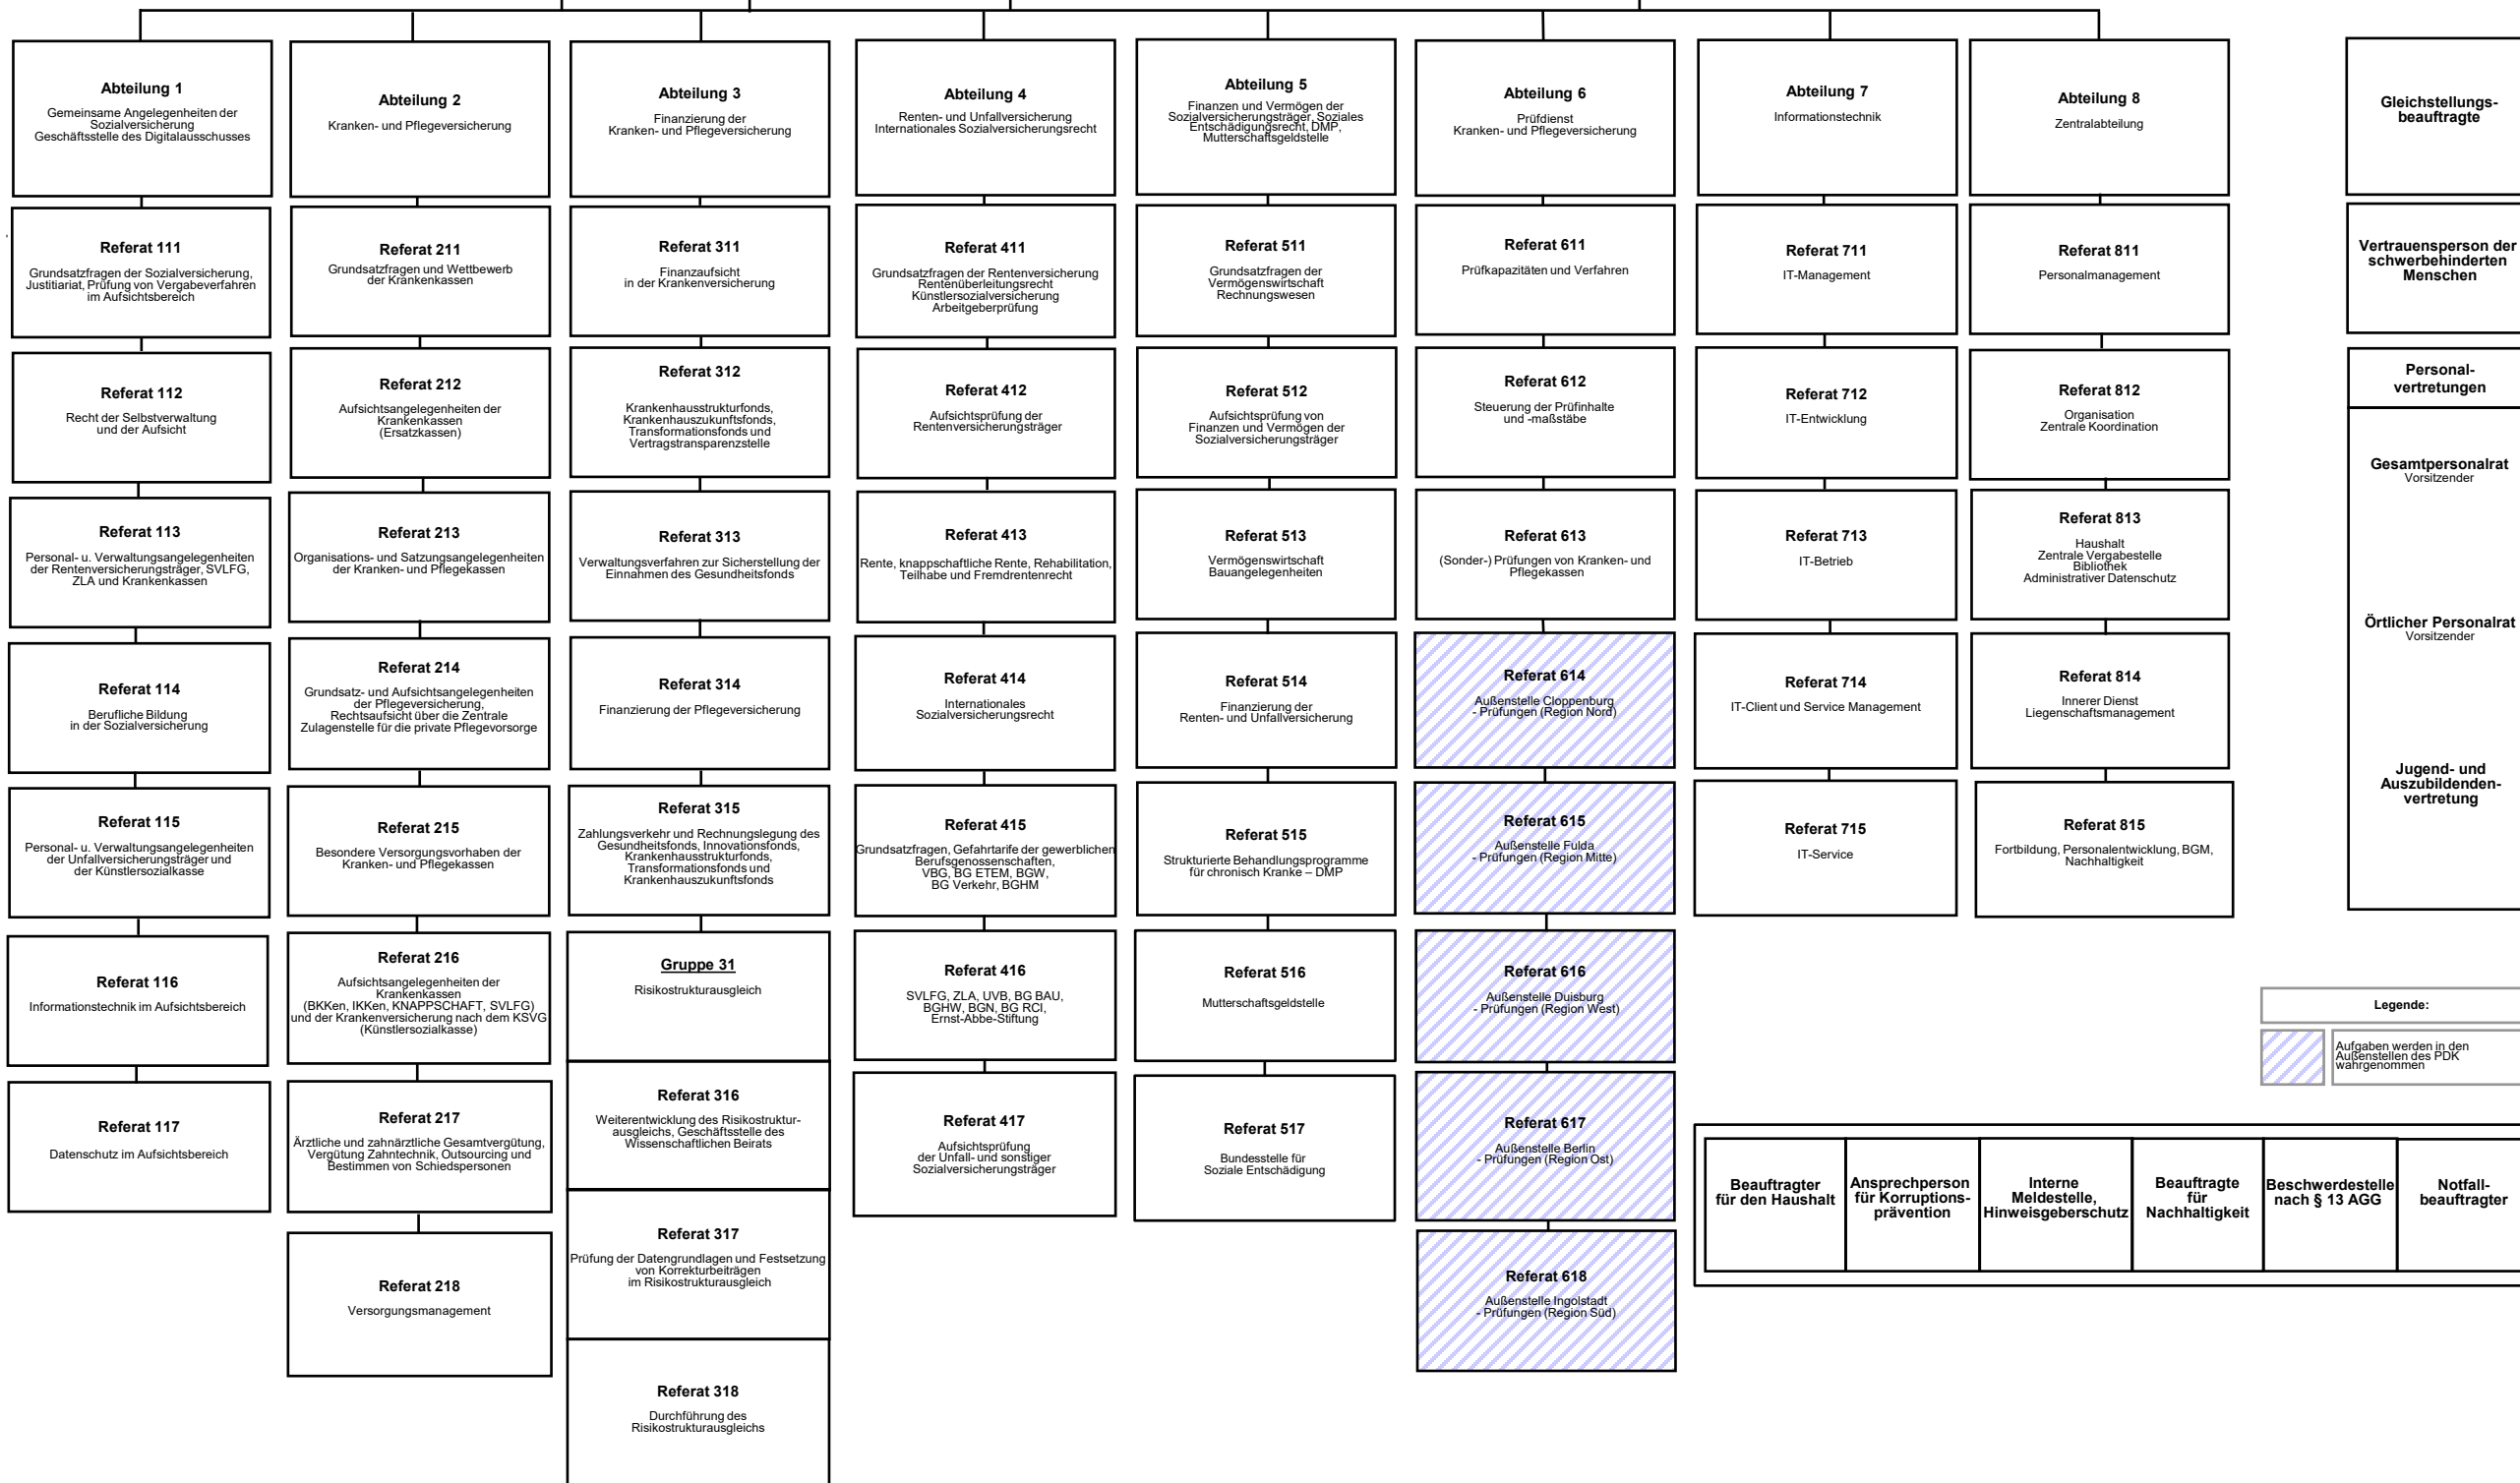 Abteilung 1
Gemeinsame Angelegenheiten der
Sozialversicherung
Geschäftsstelle des Digitalausschusses
Referat 111
Grundsatzfragen der Sozialversicherung,
Justitiariat, Prüfung von Vergabeverfahren
im Aufsichtsbereich
Referat 112
Recht der Selbstverwaltung
und der Aufsicht
Referat 113
Personal- u. Verwaltungsangelegenheiten
der Rentenversicherungsträger, SVLFG,
ZLA und Krankenkassen
Referat 114
Berufliche Bildung
in der Sozialversicherung
Referat 115
Personal- u. Verwaltungsangelegenheiten
der Unfallversicherungsträger und
der Künstlersozialkasse
Referat 116
Informationstechnik im Aufsichtsbereich
Referat 117
Datenschutz im Aufsichtsbereich
Abteilung 2
Kranken- und Pflegeversicherung
Referat 211
Grundsatzfragen und Wettbewerb
der Krankenkassen
Referat 212
Aufsichtsangelegenheiten der
Krankenkassen
(Ersatzkassen)
Referat 213
Organisations- und Satzungsangelegenheiten
der Kranken- und Pflegekassen
Referat 214
Grundsatz- und Aufsichtsangelegenheiten
der Pflegeversicherung,
Rechtsaufsicht über die Zentrale
Zulagenstelle für die private Pflegevorsorge
Referat 215
Besondere Versorgungsvorhaben der
Kranken- und Pflegekassen
Referat 216
Aufsichtsangelegenheiten der
Krankenkassen
(BKKen, IKKen, KNAPPSCHAFT, SVLFG)
und der Krankenversicherung nach dem KSVG
(Künstlersozialkasse)
Referat 217
Ärztliche und zahnärztliche Gesamtvergütung,
Vergütung Zahntechnik, Outsourcing und
Bestimmen von Schiedspersonen
Referat 218
Versorgungsmanagement
Abteilung 3
Finanzierung der
Kranken- und Pflegeversicherung
Referat 311
Finanzaufsicht
in der Krankenversicherung
Referat 312
Krankenhausstrukturfonds,
Krankenhauszukunftsfonds,
Transformationsfonds und
Vertragstransparenzstelle
Referat 313
Verwaltungsverfahren zur Sicherstellung der
Einnahmen des Gesundheitsfonds
Referat 314
Finanzierung der Pflegeversicherung
Referat 315
Zahlungsverkehr und Rechnungslegung des
Gesundheitsfonds, Innovationsfonds,
Krankenhausstrukturfonds,
Transformationsfonds und
Krankenhauszukunftsfonds
Gruppe 31
Risikostrukturausgleich
Referat 316
Weiterentwicklung des Risikostruktur-
ausgleichs, Geschäftsstelle des
Wissenschaftlichen Beirats
Referat 317
Prüfung der Datengrundlagen und Festsetzung
von Korrekturbeiträgen
im Risikostrukturausgleich
Referat 318
Durchführung des
Risikostrukturausgleichs
Abteilung 4
Renten- und Unfallversicherung
Internationales Sozialversicherungsrecht
Referat 411
Grundsatzfragen der Rentenversicherung
Rentenüberleitungsrecht
Künstlersozialversicherung
Arbeitgeberprüfung
Referat 412
Aufsichtsprüfung der
Rentenversicherungsträger
Referat 413
Rente, knappschaftliche Rente, Rehabilitation,
Teilhabe und Fremdrentenrecht
Referat 414
Internationales
Sozialversicherungsrecht
Referat 415
Grundsatzfragen, Gefahrtarife der gewerblichen
Berufsgenossenschaften,
VBG, BG ETEM, BGW,
BG Verkehr, BGHM
Referat 416
SVLFG, ZLA, UVB, BG BAU,
BGHW, BGN, BG RCI,
Ernst-Abbe-Stiftung
Referat 417
Aufsichtsprüfung
der Unfall- und sonstiger
Sozialversicherungsträger
Abteilung 5
Finanzen und Vermögen der
Sozialversicherungsträger, Soziales
Entschädigungsrecht, DMP,
Mutterschaftsgeldstelle
Referat 511
Grundsatzfragen der
Vermögenswirtschaft
Rechnungswesen
Referat 512
Aufsichtsprüfung von
Finanzen und Vermögen der
Sozialversicherungsträger
Referat 513
Vermögenswirtschaft
Bauangelegenheiten
Referat 514
Finanzierung der
Renten- und Unfallversicherung
Referat 515
Strukturierte Behandlungsprogramme
für chronisch Kranke – DMP
Referat 516
Mutterschaftsgeldstelle
Referat 517
Bundesstelle für
Soziale Entschädigung
Abteilung 6
Prüfdienst
Kranken- und Pflegeversicherung
Referat 611
Prüfkapazitäten und Verfahren
Referat 612
Steuerung der Prüfinhalte
und -maßstäbe
Referat 613
(Sonder-) Prüfungen von Kranken- und
Pflegekassen
Referat 614
Außenstelle Cloppenburg
- Prüfungen (Region Nord)
Referat 615
Außenstelle Fulda
- Prüfungen (Region Mitte)
Referat 616
Außenstelle Duisburg
- Prüfungen (Region West)
Referat 617
Außenstelle Berlin
- Prüfungen (Region Ost)
Referat 618
Außenstelle Ingolstadt
- Prüfungen (Region Süd)
Abteilung 7
Informationstechnik
Referat 711
IT-Management
Referat 712
IT-Entwicklung
Referat 713
IT-Betrieb
Referat 714
IT-Client und Service Management
Referat 715
IT-Service
Abteilung 8
Zentralabteilung
Referat 811
Personalmanagement
Referat 812
Organisation
Zentrale Koordination
Referat 813
Haushalt
Zentrale Vergabestelle
Bibliothek
Administrativer Datenschutz
Referat 814
Innerer Dienst
Liegenschaftsmanagement
Referat 815
Fortbildung, Personalentwicklung, BGM,
Nachhaltigkeit
Gleichstellungs-
beauftragte
Vertrauensperson der
schwerbehinderten
Menschen
Personal-
vertretungen
Gesamtpersonalrat
Vorsitzender
Örtlicher Personalrat
Vorsitzender
Jugend- und
Auszubildenden-
vertretung
Legende:
Aufgaben werden in den
Außenstellen des PDK
wahrgenommen
Beauftragter
für den Haushalt
Ansprechperson
für Korruptions-
prävention
Interne
Meldestelle,
Hinweisgeberschutz
Beauftragte
für
Nachhaltigkeit
Beschwerdestelle
nach § 13 AGG
Notfall-
beauftragter